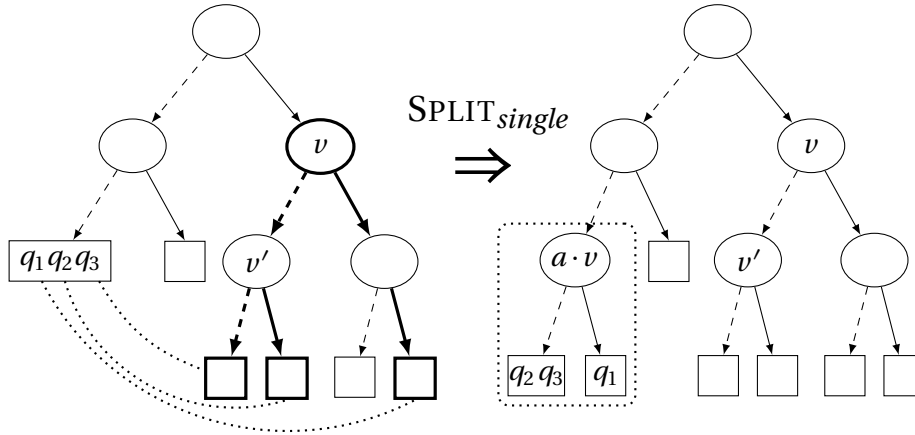 SPLIT_single
v
v
v′
q₁ q₂ q₃
a · v
v′
q₂ q₃
q₁